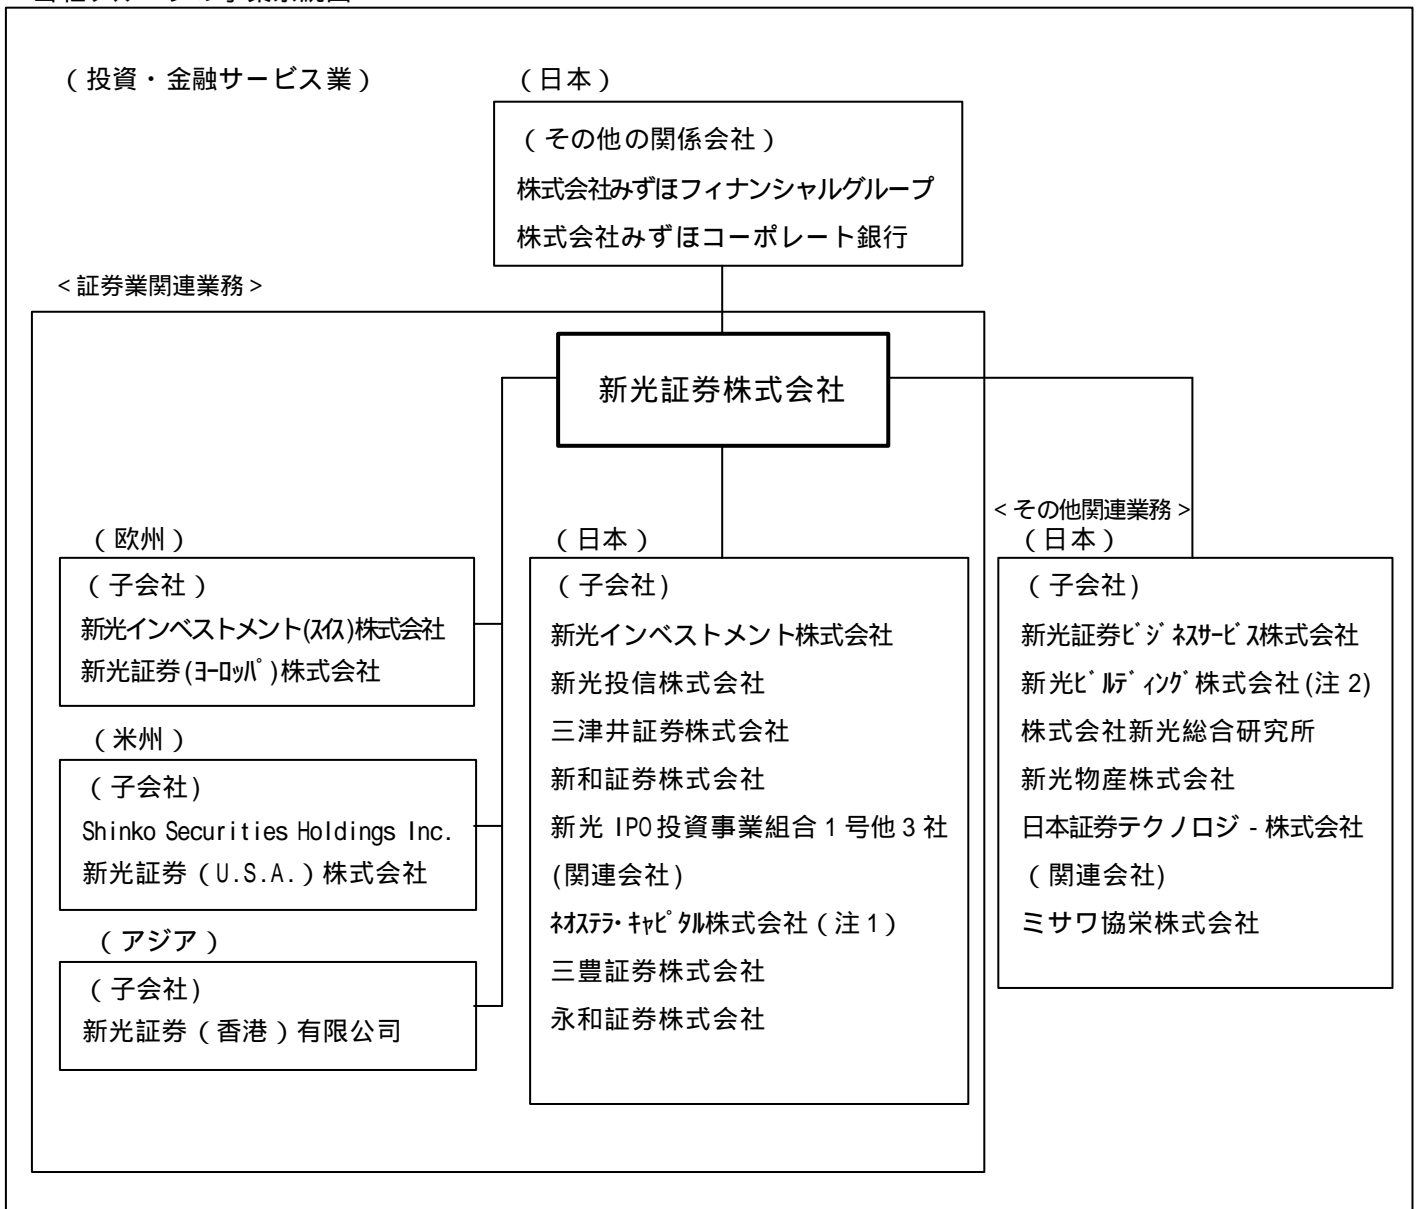 （投資・金融サービス業）
（日本）
（その他の関係会社）
株式会社みずほフィナンシャルグループ
株式会社みずほコーポレート銀行
<証券業関連業務>
新光証券株式会社
（欧州）
（子会社）
新光インベストメント(ｽｲｽ)株式会社
新光証券(ﾖｰﾛｯﾊﾟ)株式会社
（米州）
（子会社)
Shinko Securities Holdings Inc.
新光証券（U.S.A.）株式会社
（アジア）
（子会社)
新光証券（香港）有限公司
（日本）
（子会社)
新光インベストメント株式会社
新光投信株式会社
三津井証券株式会社
新和証券株式会社
新光 IPO投資事業組合1号他3社
(関連会社)
ﾈｵｽﾃﾗ･ｷｬﾋﾟﾀﾙ株式会社（注1）
三豊証券株式会社
永和証券株式会社
<その他関連業務>
（日本）
（子会社)
新光証券ﾋﾞｼﾞﾈｽｻｰﾋﾞｽ株式会社
新光ﾋﾞﾙﾃﾞｨﾝｸﾞ株式会社(注2)
株式会社新光総合研究所
新光物産株式会社
日本証券テクノロジ-株式会社
（関連会社)
ミサワ協栄株式会社